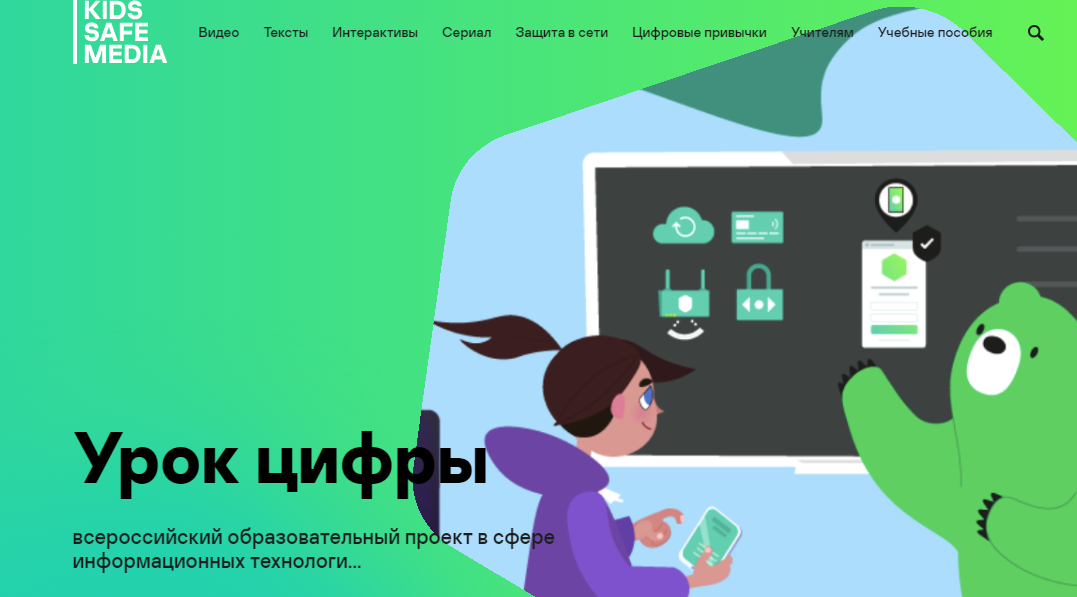 KIDS
SAFE
MEDIA
Видео Тексты Интерактивы Сериал Защита в сети Цифровые привычки Учителям Учебные пособия
Урок цифры
всероссийский образовательный проект в сфере
информационных технологи...